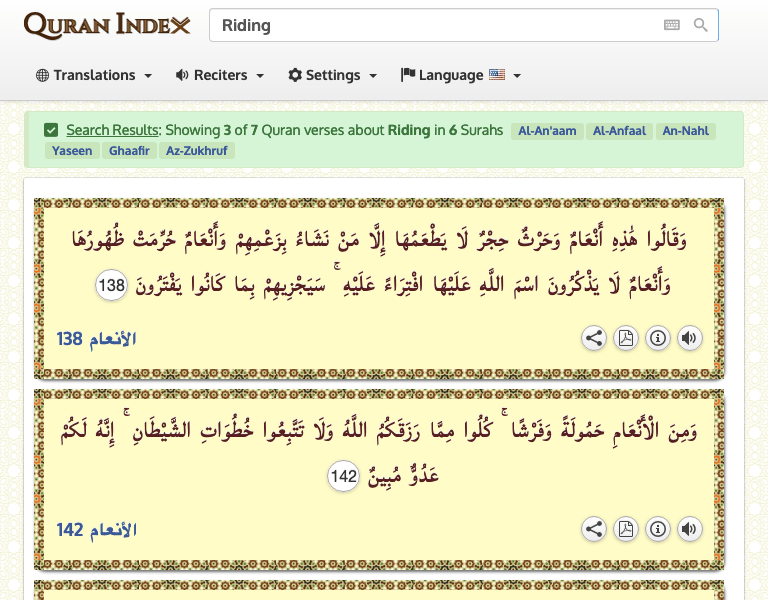 QURAN INDEX
Riding
Translations Reciters Settings Language
Search Results: Showing 3 of 7 Quran verses about Riding in 6 Surahs Al-An'aam Al-Anfaal An-Nahl
Yaseen Ghaafir Az-Zukhruf
وَقَالُوا هَٰذِهِ أَنْعَامٌ وَحَرْثٌ حِجْرٌ لَا يَطْعَمُهَا إِلَّا مَنْ نَشَاءُ بِزَعْمِهِمْ وَأَنْعَامٌ حُرِّمَتْ ظُهُورُهَا
وَأَنْعَامٌ لَا يَذْكُرُونَ اسْمَ اللَّهِ عَلَيْهَا افْتِرَاءً عَلَيْهِ ۚ سَيَجْزِيهِمْ بِمَا كَانُوا يَفْتَرُونَ 138
الأنعام 138
وَمِنَ الْأَنْعَامِ حَمُولَةً وَفَرْشًا ۚ كُلُوا مِمَّا رَزَقَكُمُ اللَّهُ وَلَا تَتَّبِعُوا خُطُوَاتِ الشَّيْطَانِ ۚ إِنَّهُ لَكُمْ
عَدُوٌّ مُبِينٌ 142
الأنعام 142